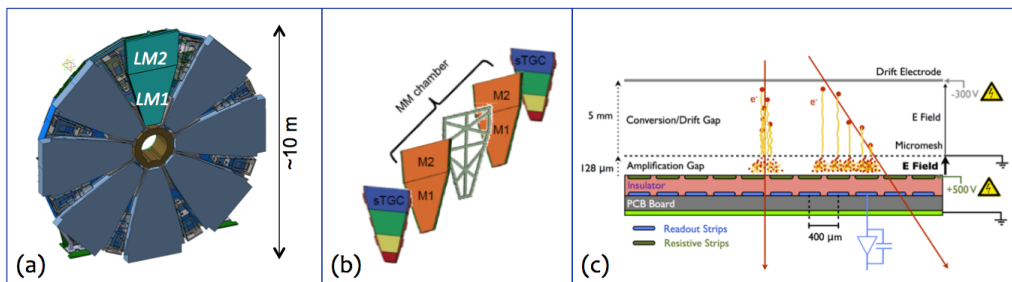 LM2
LM1
~10 m
(a)
MM chamber
sTGC
M2
M1
M2
M1
sTGC
(b)
Drift Electrode
-300 V
e-
e-
5 mm
Conversion/Drift Gap
E Field
Micromesh
128 μm
Amplification Gap
E Field
Insulator
+500 V
PCB Board
Readout Strips
Resistive Strips
400 μm
(c)